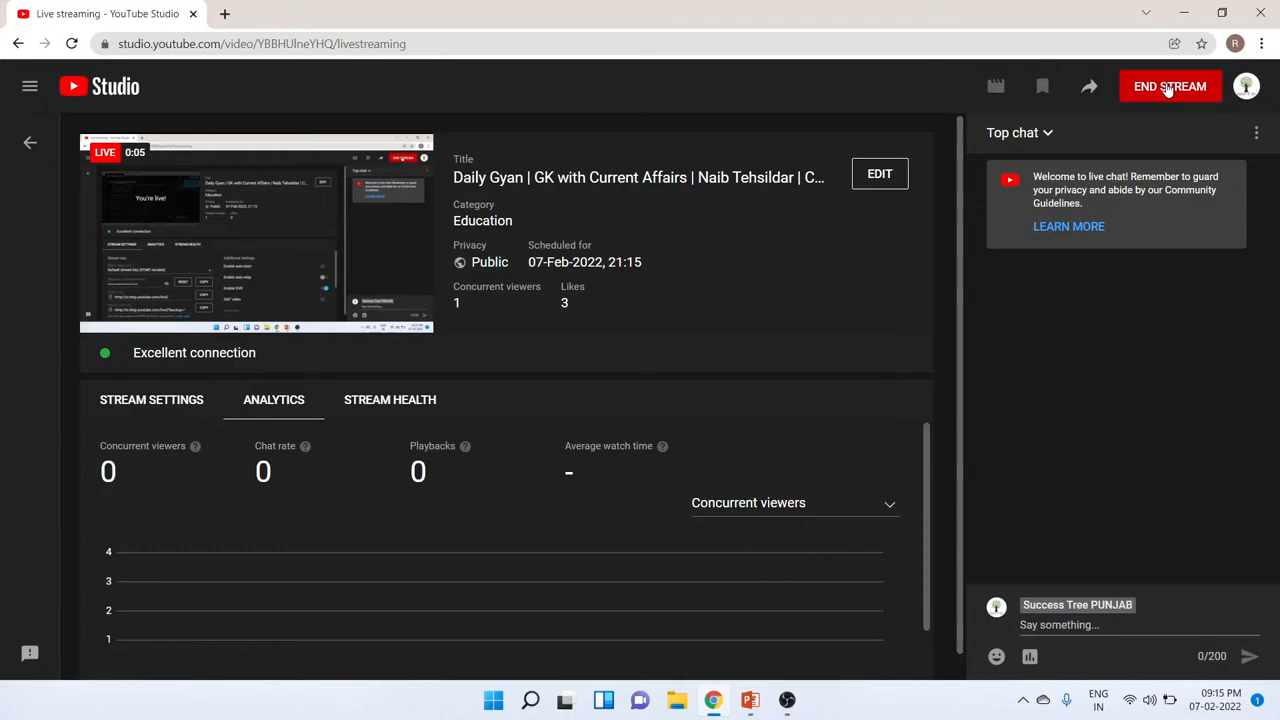 Live streaming - YouTube Studio
studio.youtube.com/video/YBBHUlneYHQ/livestreaming
R
Studio
END STREAM
LIVE 0:05
You're live!
Title
Daily Gyan | GK with Current Affairs | Naib Tehsildar | C...
EDIT
Category
Education
Privacy
Scheduled for
Public
07-Feb-2022, 21:15
Concurrent viewers
Likes
1
3
Excellent connection
Top chat
Welcome to live chat! Remember to guard
your privacy and abide by our Community
Guidelines.
LEARN MORE
STREAM SETTINGS
ANALYTICS
STREAM HEALTH
Concurrent viewers
Chat rate
Playbacks
Average watch time
0
0
0
-
Concurrent viewers
4
3
2
1
Success Tree PUNJAB
Say something...
0/200
ENG
IN
09:15 PM
07-02-2022
1